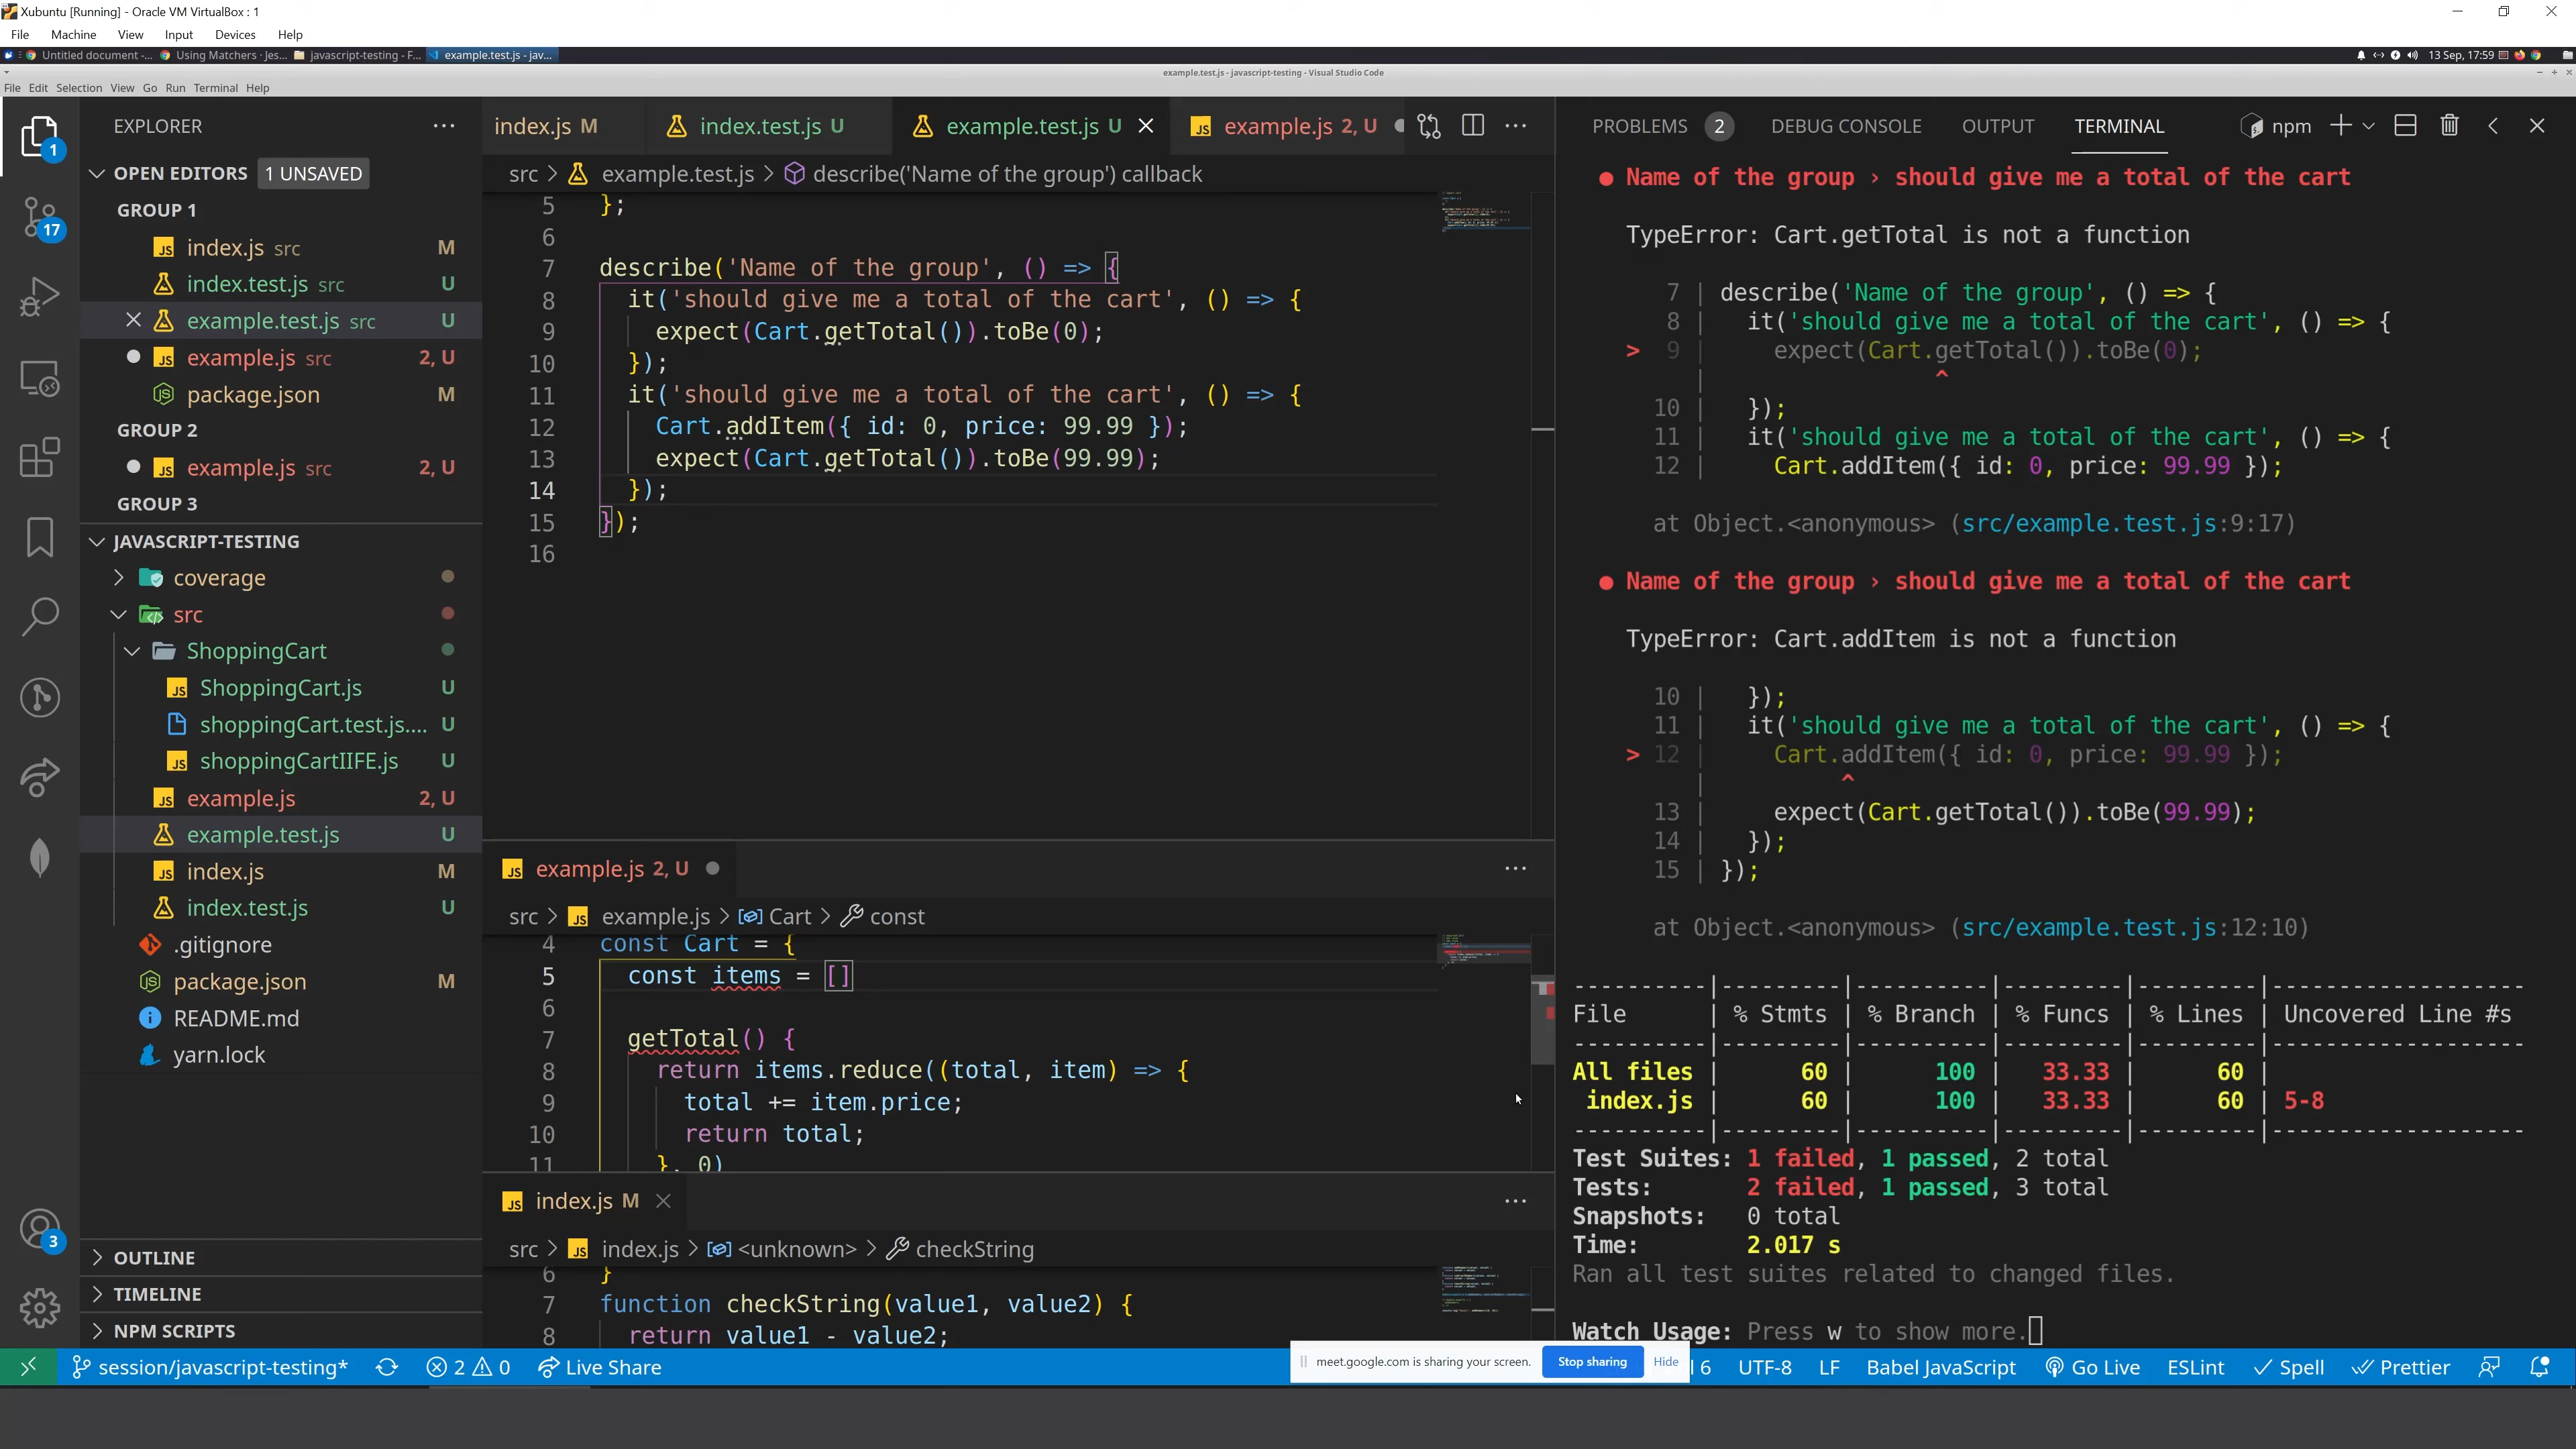 Xubuntu [Running] - Oracle VM VirtualBox : 1
File Machine View Input Devices Help
Untitled document -... Using Matchers · Jes... javascript-testing - F... example.test.js - jav... 13 Sep, 17:59
example.test.js - javascript-testing - Visual Studio Code
File Edit Selection View Go Run Terminal Help
EXPLORER
OPEN EDITORS 1 UNSAVED
GROUP 1
index.js src M
index.test.js src U
example.test.js src U
example.js src 2, U
package.json M
GROUP 2
example.js src 2, U
GROUP 3
JAVASCRIPT-TESTING
coverage
src
ShoppingCart
ShoppingCart.js U
shoppingCart.test.js.... U
shoppingCartIIFE.js U
example.js 2, U
example.test.js U
index.js M
index.test.js U
.gitignore
package.json M
README.md
yarn.lock
OUTLINE
TIMELINE
NPM SCRIPTS
1
17
3
index.js M index.test.js U example.test.js U example.js 2, U
src > example.test.js > describe('Name of the group') callback
5 };
6
7 describe('Name of the group', () => {
8 it('should give me a total of the cart', () => {
9 expect(Cart.getTotal()).toBe(0);
10 });
11 it('should give me a total of the cart', () => {
12 Cart.addItem({ id: 0, price: 99.99 });
13 expect(Cart.getTotal()).toBe(99.99);
14 });
15 });
16
example.js 2, U
src > example.js > Cart > const
4 const Cart = {
5 const items = []
6
7 getTotal() {
8 return items.reduce((total, item) => {
9 total += item.price;
10 return total;
11 }, 0)
index.js M
src > index.js > <unknown> > checkString
6 }
7 function checkString(value1, value2) {
8 return value1 - value2;
PROBLEMS 2 DEBUG CONSOLE OUTPUT TERMINAL npm
● Name of the group › should give me a total of the cart
TypeError: Cart.getTotal is not a function
7 | describe('Name of the group', () => {
8 | it('should give me a total of the cart', () => {
> 9 | expect(Cart.getTotal()).toBe(0);
| ^
10 | });
11 | it('should give me a total of the cart', () => {
12 | Cart.addItem({ id: 0, price: 99.99 });
at Object.<anonymous> (src/example.test.js:9:17)
● Name of the group › should give me a total of the cart
TypeError: Cart.addItem is not a function
10 | });
11 | it('should give me a total of the cart', () => {
> 12 | Cart.addItem({ id: 0, price: 99.99 });
| ^
13 | expect(Cart.getTotal()).toBe(99.99);
14 | });
15 | });
at Object.<anonymous> (src/example.test.js:12:10)
----------|---------|----------|---------|---------|-------------------
File | % Stmts | % Branch | % Funcs | % Lines | Uncovered Line #s
----------|---------|----------|---------|---------|-------------------
All files | 60 | 100 | 33.33 | 60 |
index.js | 60 | 100 | 33.33 | 60 | 5-8
----------|---------|----------|---------|---------|-------------------
Test Suites: 1 failed, 1 passed, 2 total
Tests: 2 failed, 1 passed, 3 total
Snapshots: 0 total
Time: 2.017 s
Ran all test suites related to changed files.
Watch Usage: Press w to show more.
meet.google.com is sharing your screen. Stop sharing Hide
session/javascript-testing* 2 0 Live Share l 6 UTF-8 LF Babel JavaScript Go Live ESLint Spell Prettier